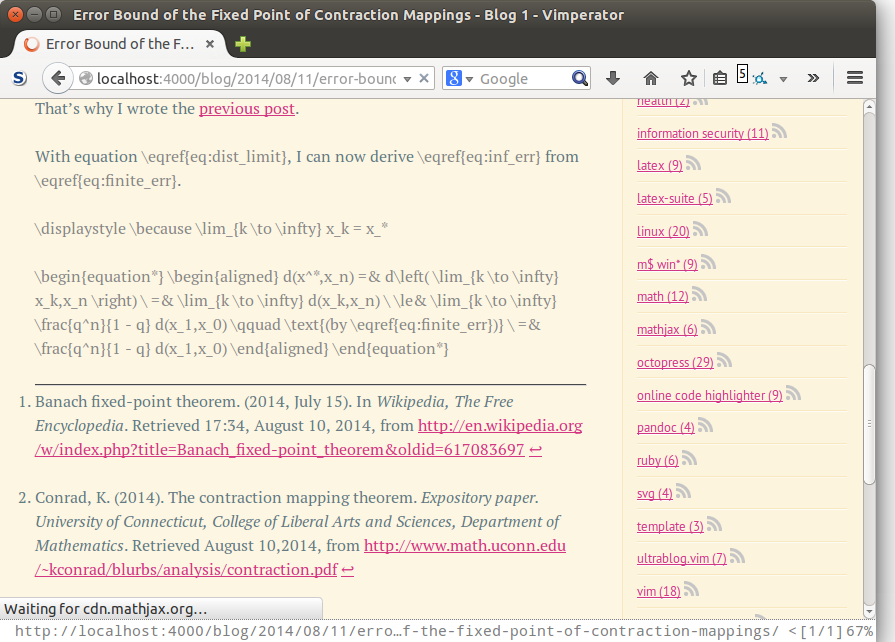 Error Bound of the Fixed Point of Contraction Mappings - Blog 1 - Vimperator
Error Bound of the F...
S
localhost:4000/blog/2014/08/11/error-bounc
8
Google
5
That's why I wrote the previous post.
With equation \eqref{eq:dist_limit}, I can now derive \eqref{eq:inf_err} from
\eqref{eq:finite_err}.
\displaystyle \because \lim_{k \to \infty} x_k = x_*
\begin{equation*} \begin{aligned} d(x^*,x_n) =& d\left( \lim_{k \to \infty}
x_k,x_n \right) \ =& \lim_{k \to \infty} d(x_k,x_n) \ \le& \lim_{k \to \infty}
\frac{q^n}{1 - q} d(x_1,x_0) \qquad \text{(by \eqref{eq:finite_err})} \ =&
\frac{q^n}{1 - q} d(x_1,x_0) \end{aligned} \end{equation*}
1. Banach fixed-point theorem. (2014, July 15). In Wikipedia, The Free
Encyclopedia. Retrieved 17:34, August 10, 2014, from http://en.wikipedia.org
/w/index.php?title=Banach_fixed-point_theorem&oldid=617083697 ↩
2. Conrad, K. (2014). The contraction mapping theorem. Expository paper.
University of Connecticut, College of Liberal Arts and Sciences, Department of
Mathematics. Retrieved August 10,2014, from http://www.math.uconn.edu
/~kconrad/blurbs/analysis/contraction.pdf ↩
health (2)
information security (11)
latex (9)
latex-suite (5)
linux (20)
m$ win* (9)
math (12)
mathjax (6)
octopress (29)
online code highlighter (9)
pandoc (4)
ruby (6)
svg (4)
template (3)
ultrablog.vim (7)
vim (18)
Waiting for cdn.mathjax.org...
http://localhost:4000/blog/2014/08/11/erro…f-the-fixed-point-of-contraction-mappings/ <[1/1]67%